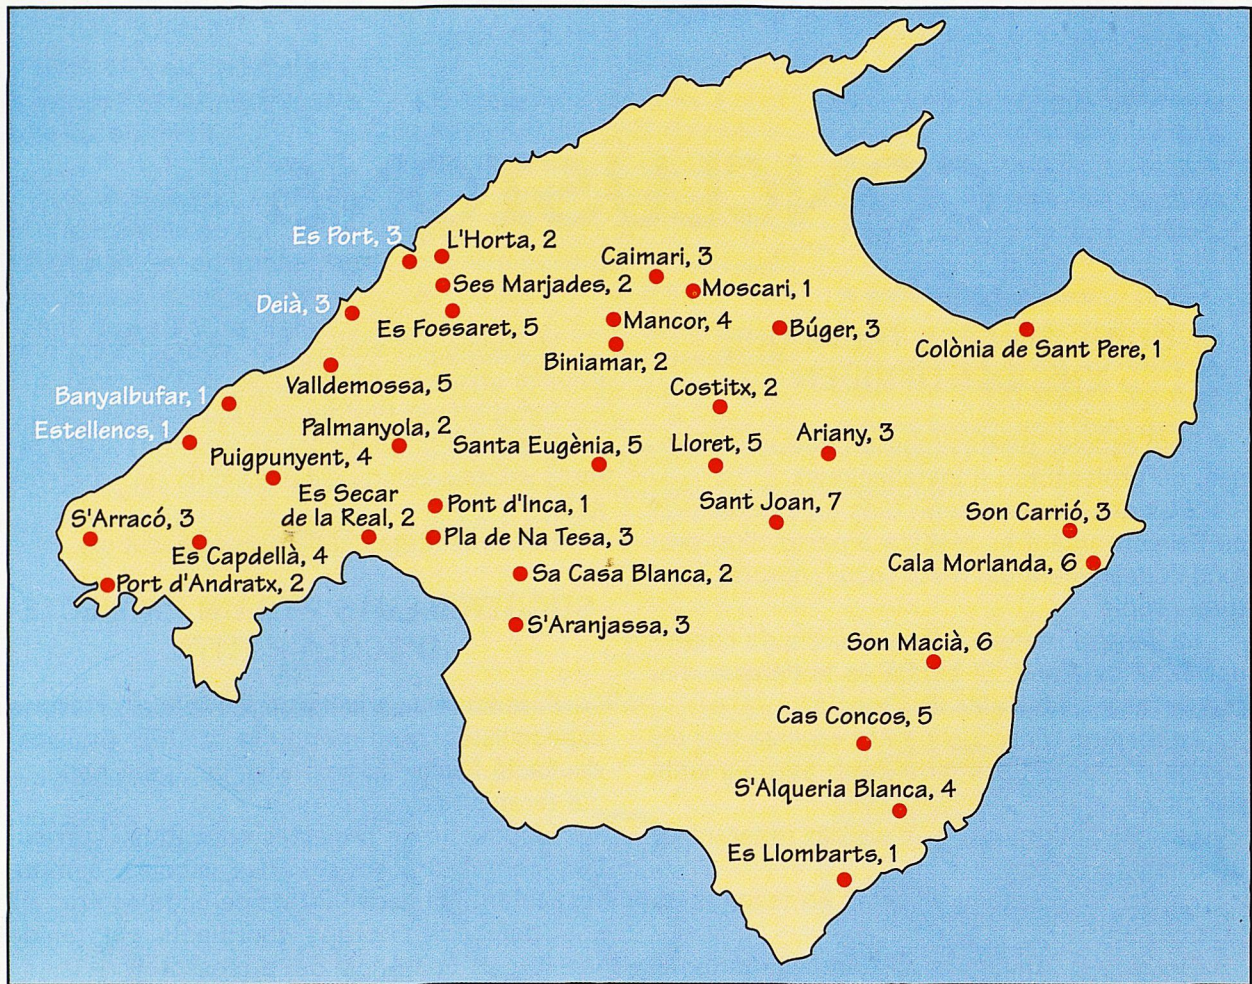 Es Port, 3
L'Horta, 2
Caimari, 3
Ses Marjades, 2
Moscari, 1
Deià, 3
Es Fossaret, 5
Mancor, 4
Búger, 3
Colònia de Sant Pere, 1
Biniamar, 2
Valldemossa, 5
Costitx, 2
Banyalbufar, 1
Estellencs, 1
Palmanyola, 2
Santa Eugènia, 5
Lloret, 5
Ariany, 3
Puigpunyent, 4
Es Secar
de la Real, 2
Pont d'Inca, 1
Sant Joan, 7
S'Arracó, 3
Son Carrió, 3
Pla de Na Tesa, 3
Es Capdellà, 4
Cala Morlanda, 6
Port d'Andratx, 2
Sa Casa Blanca, 2
S'Aranjassa, 3
Son Macià, 6
Cas Concos, 5
S'Alqueria Blanca, 4
Es Llombarts, 1